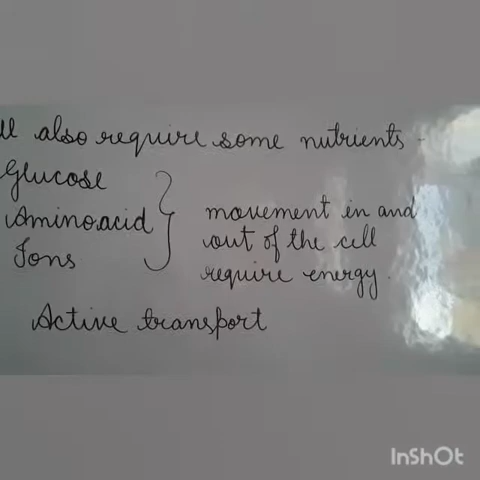 ll also require some nutrients -
Glucose
Aminoacid
Ions
movement in and
out of the cell
require energy.
Active transport
InShOt